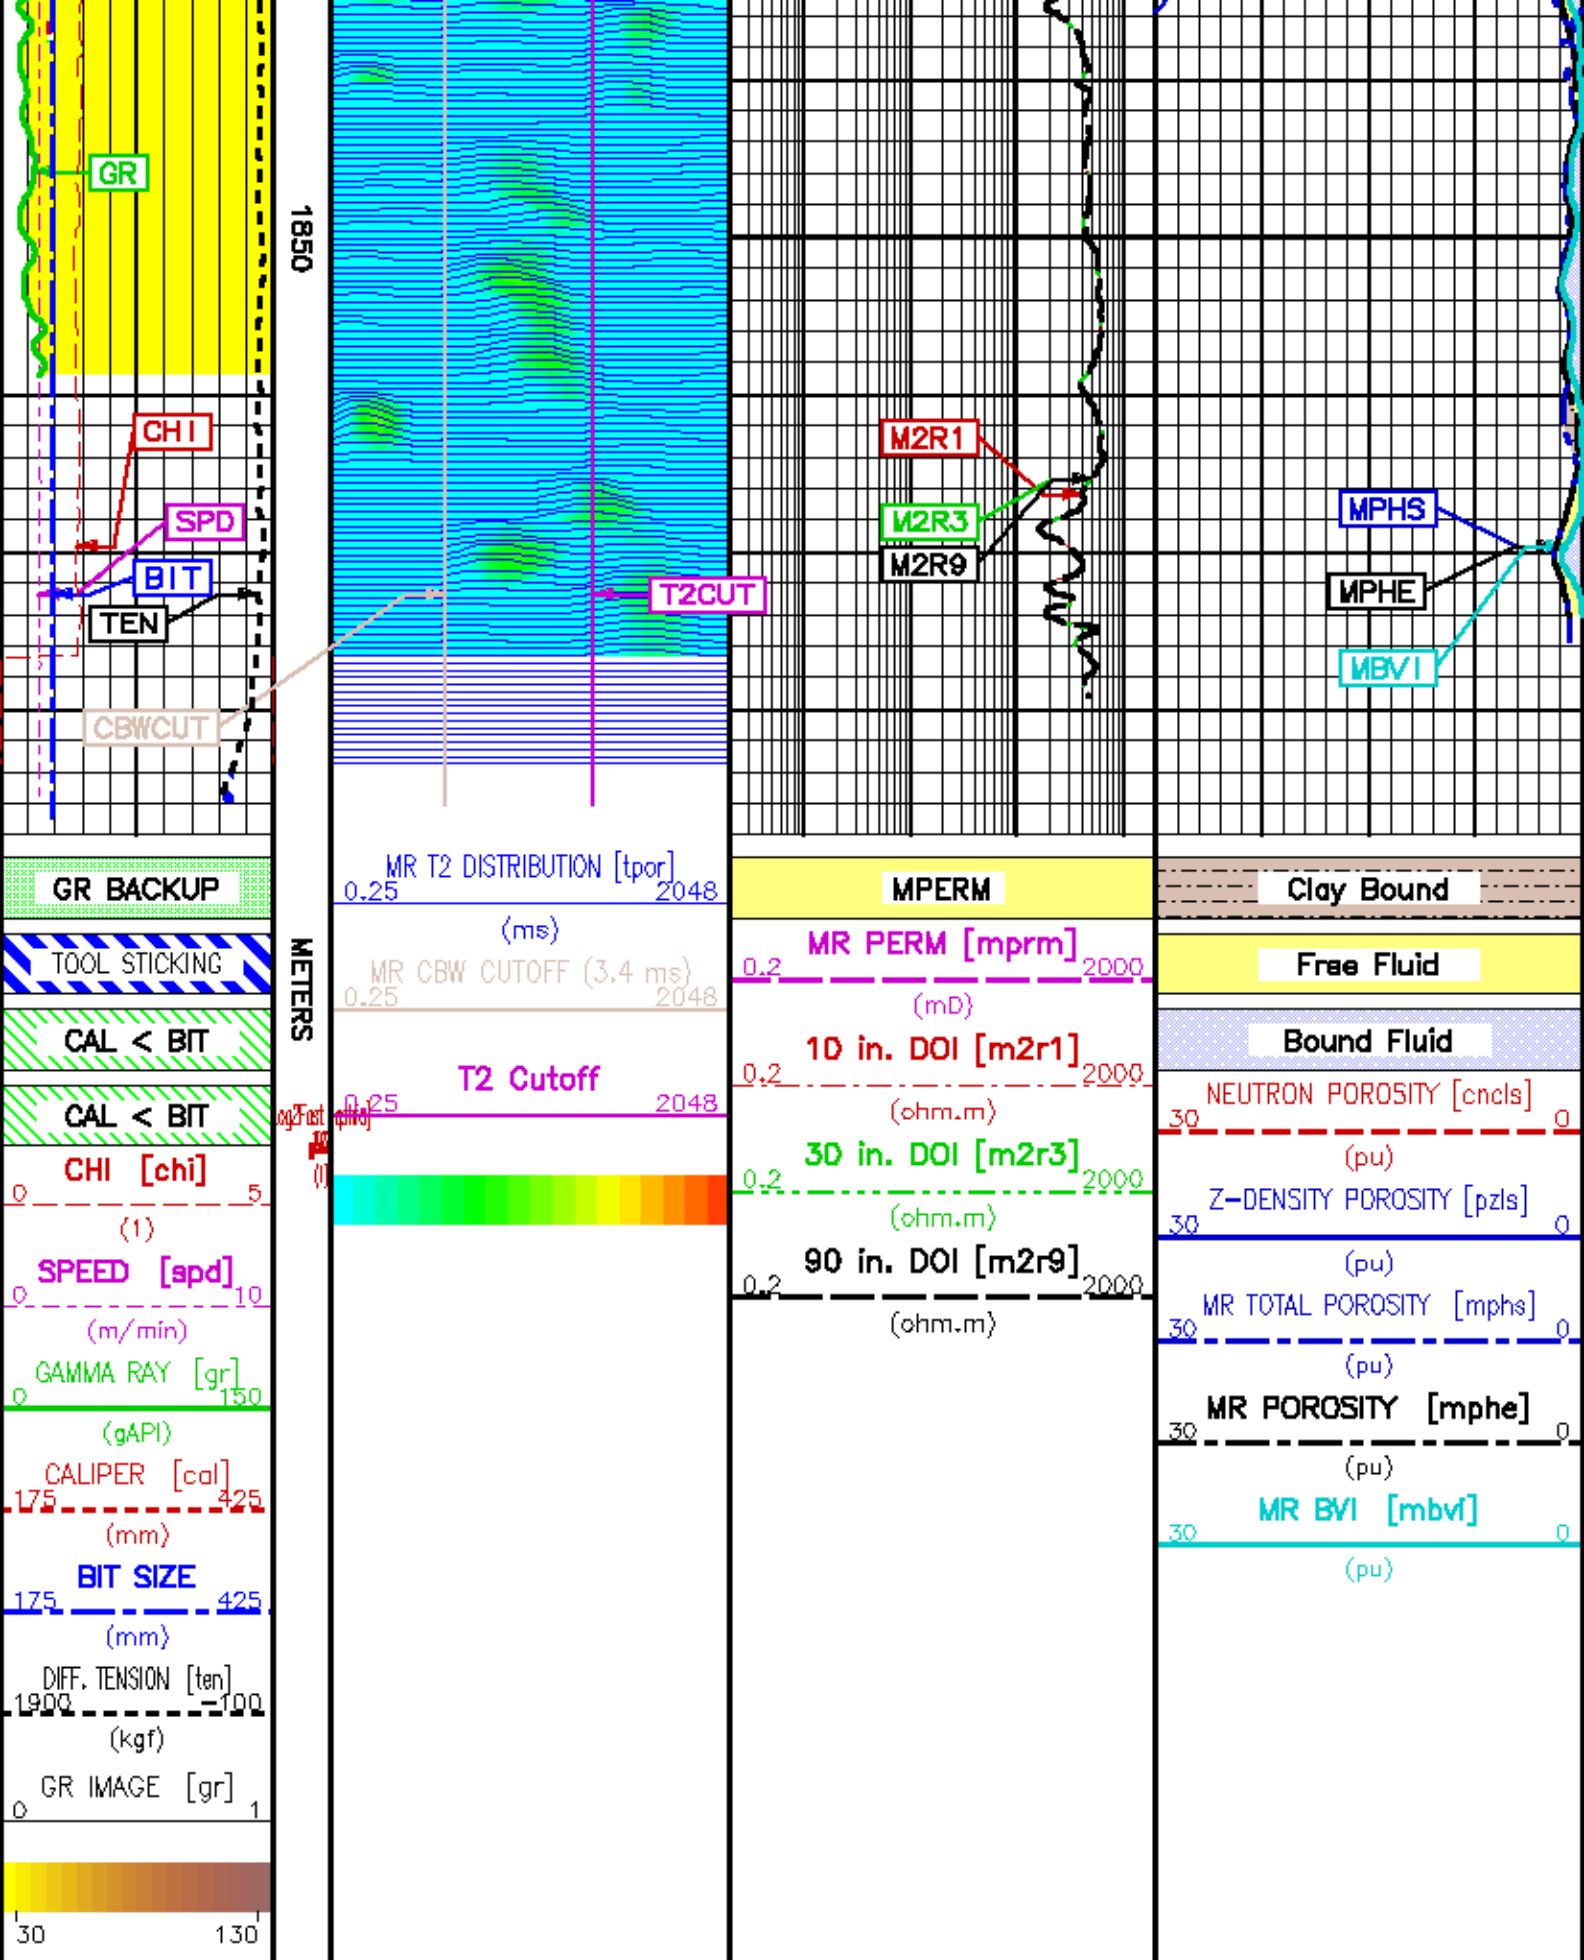 GR
CHI
SPD
BIT
TEN
CBWCUT
1850
T2CUT
M2R1
M2R3
M2R9
MPHS
MPHE
MBVI
GR BACKUP
TOOL STICKING
CAL < BIT
CAL < BIT
CHI [chi]
0 5
(1)
SPEED [spd]
0 10
(m/min)
GAMMA RAY [gr]
0 150
(gAPI)
CALIPER [cal]
175 425
(mm)
BIT SIZE
175 425
(mm)
DIFF. TENSION [ten]
1900 -100
(kgf)
GR IMAGE [gr]
0 1
30 130
METERS
MR T2 DISTRIBUTION [tpor]
0.25 2048
(ms)
MR CBW CUTOFF (3.4 ms)
0.25 2048
T2 Cutoff
0.25 2048
MPERM
MR PERM [mprm]
0.2 2000
(mD)
10 in. DOI [m2r1]
0.2 2000
(ohm.m)
30 in. DOI [m2r3]
0.2 2000
(ohm.m)
90 in. DOI [m2r9]
0.2 2000
(ohm.m)
Clay Bound
Free Fluid
Bound Fluid
NEUTRON POROSITY [cncls]
30 0
(pu)
Z-DENSITY POROSITY [pzls]
30 0
(pu)
MR TOTAL POROSITY [mphs]
30 0
(pu)
MR POROSITY [mphe]
30 0
(pu)
MR BVI [mbvi]
30 0
(pu)